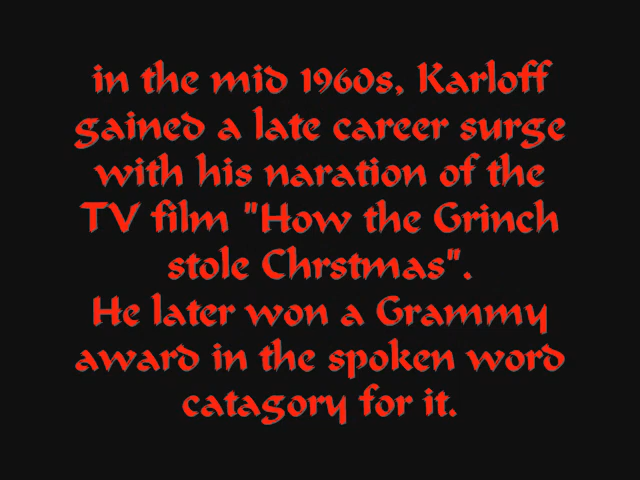 in the mid 1960s, Karloff
gained a late career surge
with his naration of the
TV film "How the Grinch
stole Chrstmas".
He later won a Grammy
award in the spoken word
catagory for it.